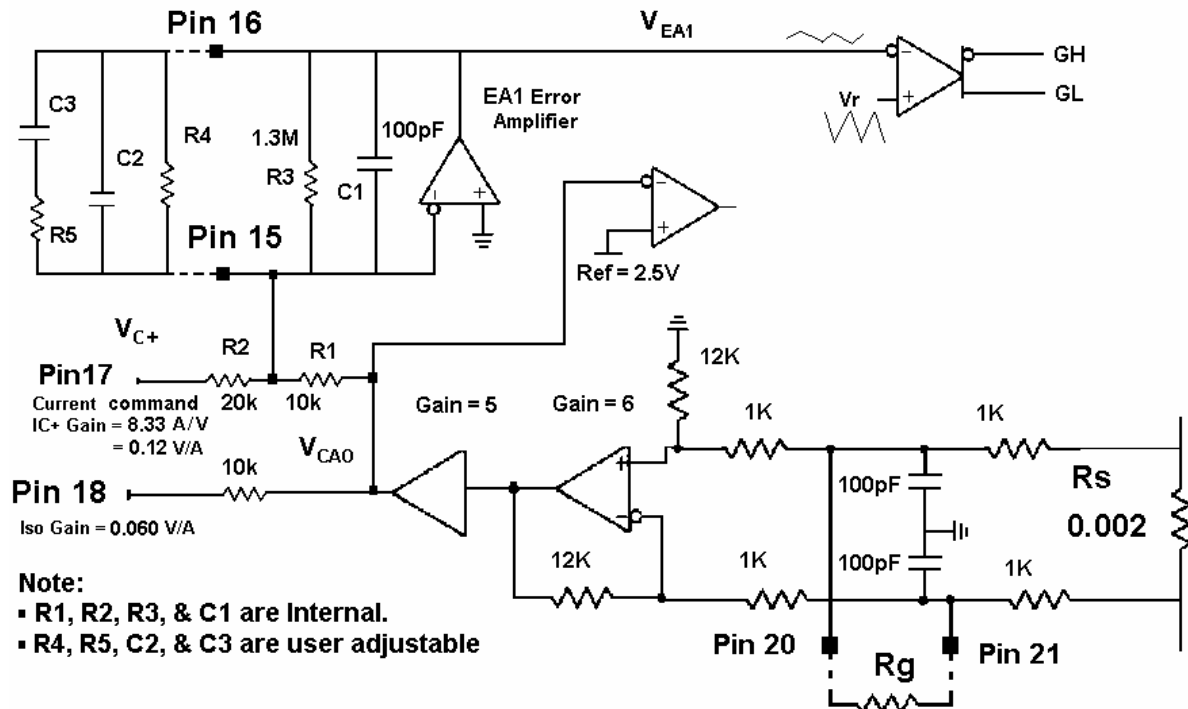 Pin 16
V_EA1
GH
GL
Vr
C3
C2
R4
R5
1.3M
R3
100pF
C1
EA1 Error
Amplifier
Pin 15
Ref = 2.5V
V_C+
R2
R1
Pin17
20k
10k
Current command
IC+ Gain = 8.33 A/V
= 0.12 V/A
V_CAO
Gain = 5
Gain = 6
12K
1K
1K
10k
Pin 18
Iso Gain = 0.060 V/A
100pF
100pF
Rs
0.002
12K
1K
1K
Note:
▪ R1, R2, R3, & C1 are Internal.
▪ R4, R5, C2, & C3 are user adjustable
Pin 20
Pin 21
Rg